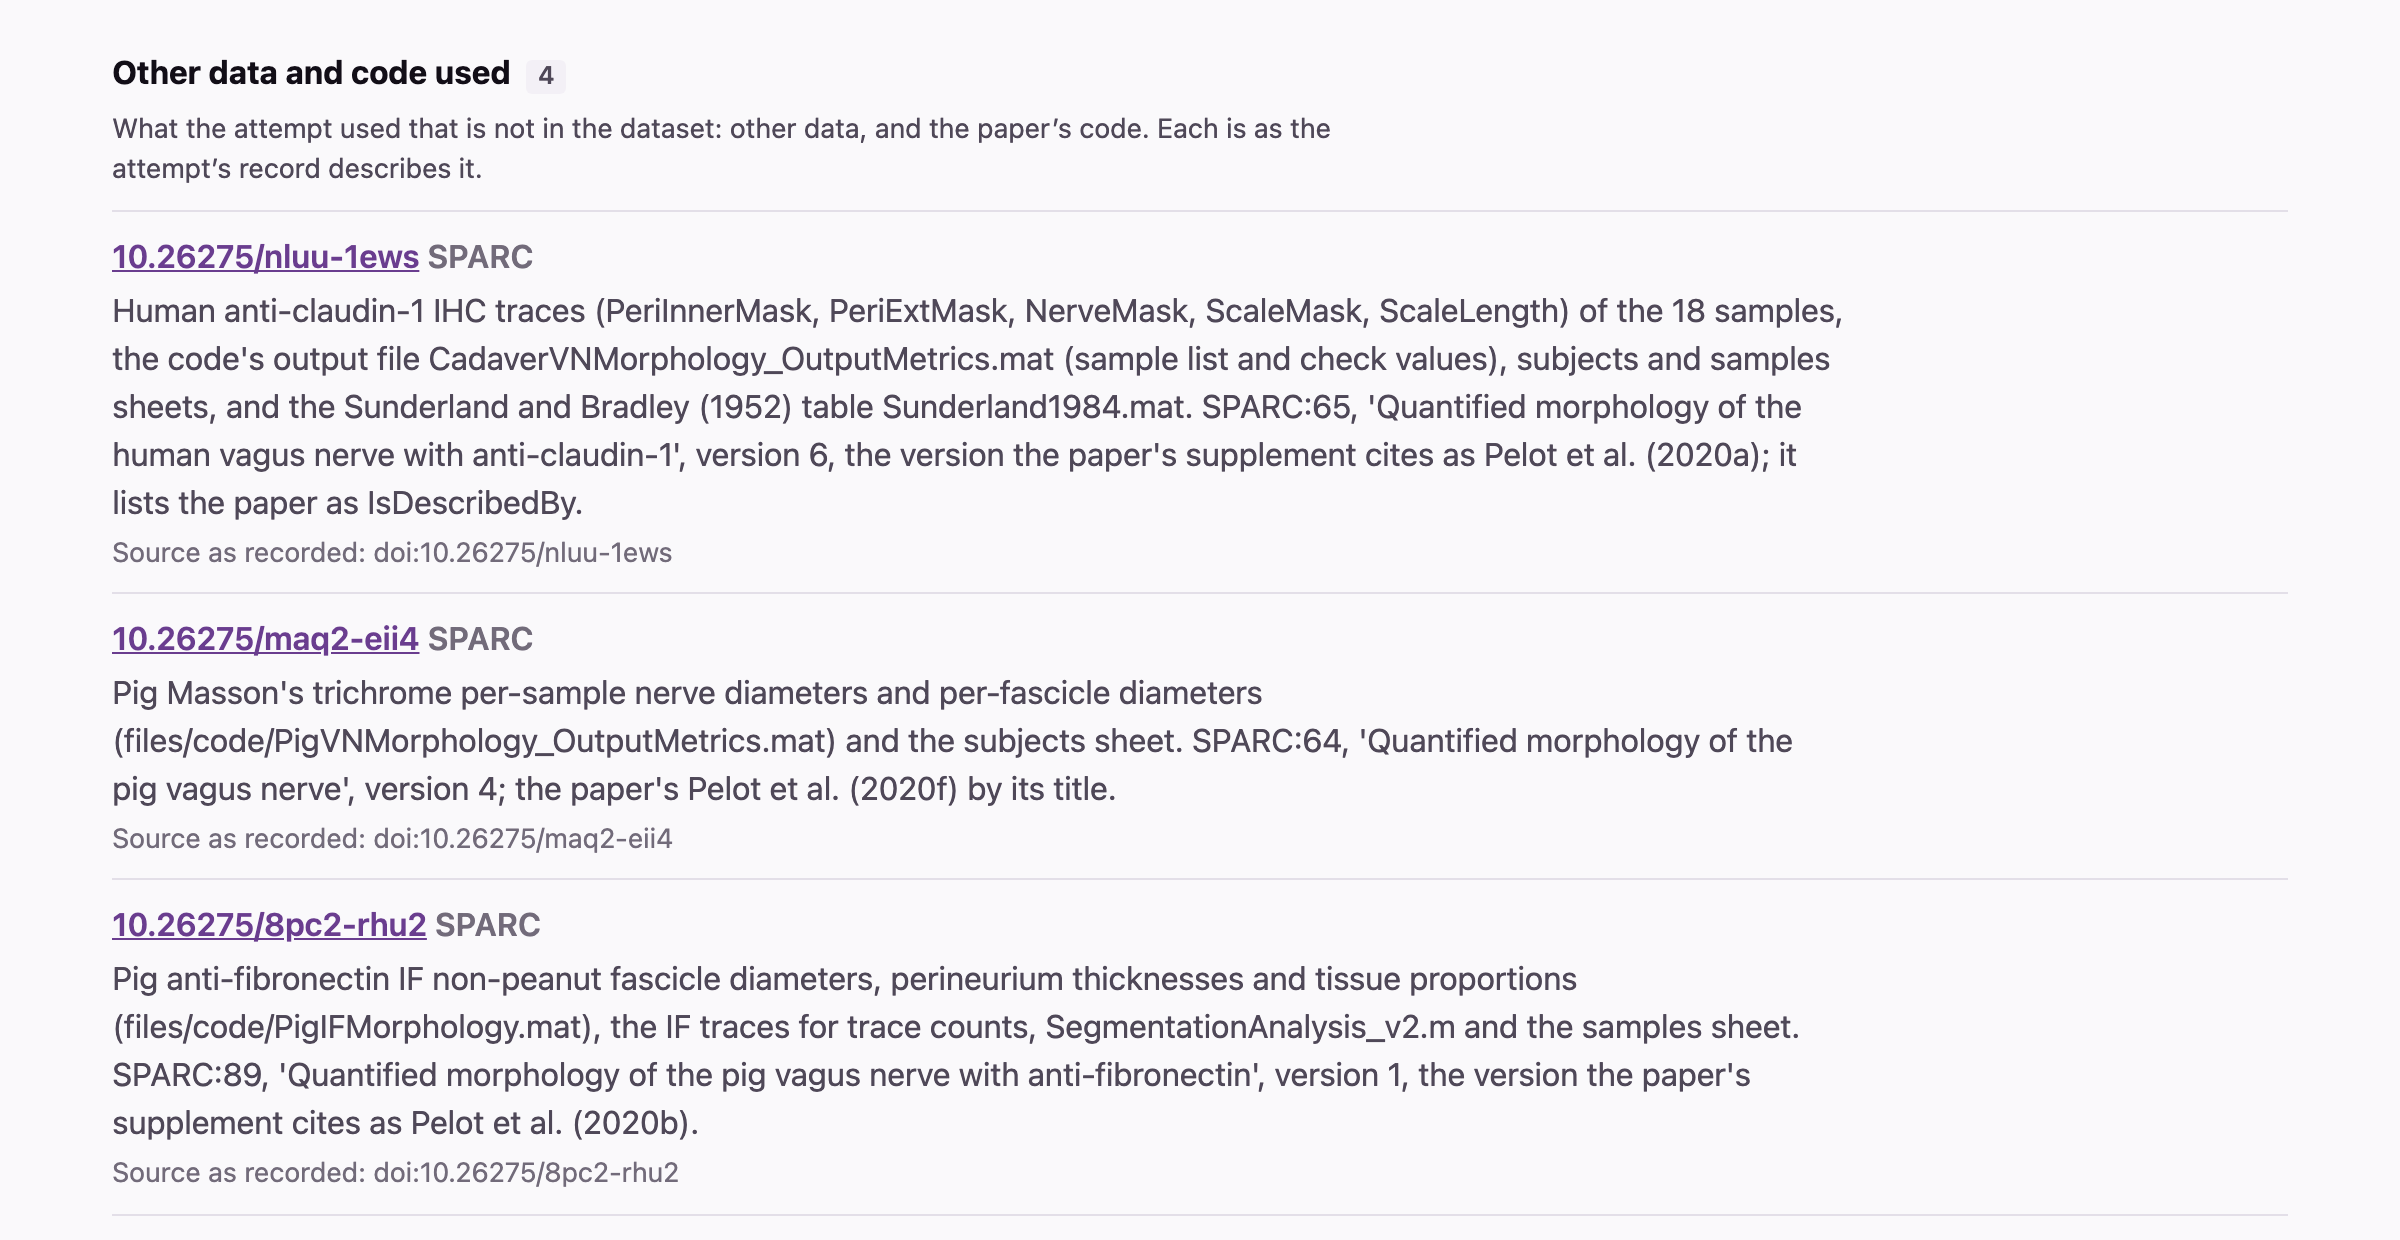 Other data and code used 4
What the attempt used that is not in the dataset: other data, and the paper’s code. Each is as the
attempt’s record describes it.
10.26275/nluu-1ews SPARC
Human anti-claudin-1 IHC traces (PeriInnerMask, PeriExtMask, NerveMask, ScaleMask, ScaleLength) of the 18 samples,
the code's output file CadaverVNMorphology_OutputMetrics.mat (sample list and check values), subjects and samples
sheets, and the Sunderland and Bradley (1952) table Sunderland1984.mat. SPARC:65, 'Quantified morphology of the
human vagus nerve with anti-claudin-1', version 6, the version the paper's supplement cites as Pelot et al. (2020a); it
lists the paper as IsDescribedBy.
Source as recorded: doi:10.26275/nluu-1ews
10.26275/maq2-eii4 SPARC
Pig Masson's trichrome per-sample nerve diameters and per-fascicle diameters
(files/code/PigVNMorphology_OutputMetrics.mat) and the subjects sheet. SPARC:64, 'Quantified morphology of the
pig vagus nerve', version 4; the paper's Pelot et al. (2020f) by its title.
Source as recorded: doi:10.26275/maq2-eii4
10.26275/8pc2-rhu2 SPARC
Pig anti-fibronectin IF non-peanut fascicle diameters, perineurium thicknesses and tissue proportions
(files/code/PigIFMorphology.mat), the IF traces for trace counts, SegmentationAnalysis_v2.m and the samples sheet.
SPARC:89, 'Quantified morphology of the pig vagus nerve with anti-fibronectin', version 1, the version the paper's
supplement cites as Pelot et al. (2020b).
Source as recorded: doi:10.26275/8pc2-rhu2